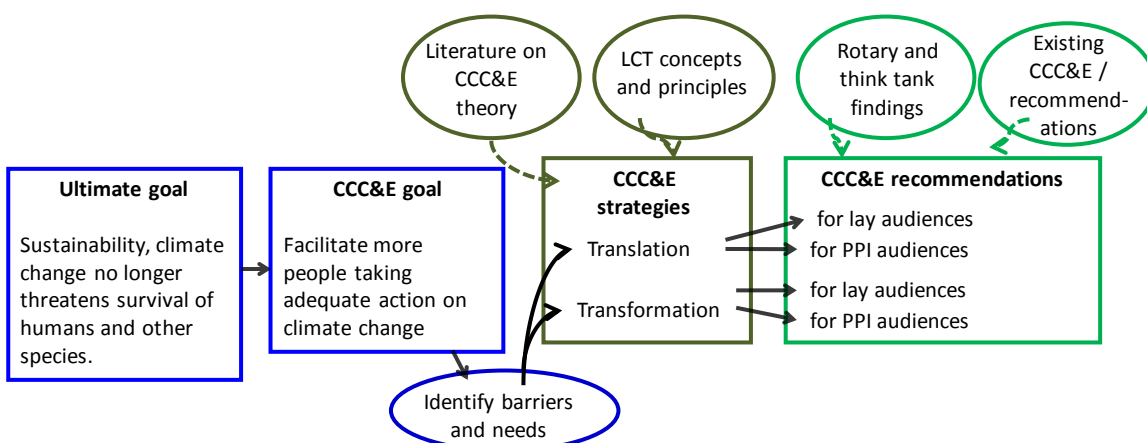 Literature on
CCC&E
theory
LCT concepts
and principles
Rotary and
think tank
findings
Existing
CCC&E /
recommend-
ations
Ultimate goal
Sustainability, climate
change no longer
threatens survival of
humans and other
species.
CCC&E goal
Facilitate more
people taking
adequate action on
climate change
CCC&E
strategies
Translation
Transformation
CCC&E recommendations
for lay audiences
for PPI audiences
for lay audiences
for PPI audiences
Identify barriers
and needs